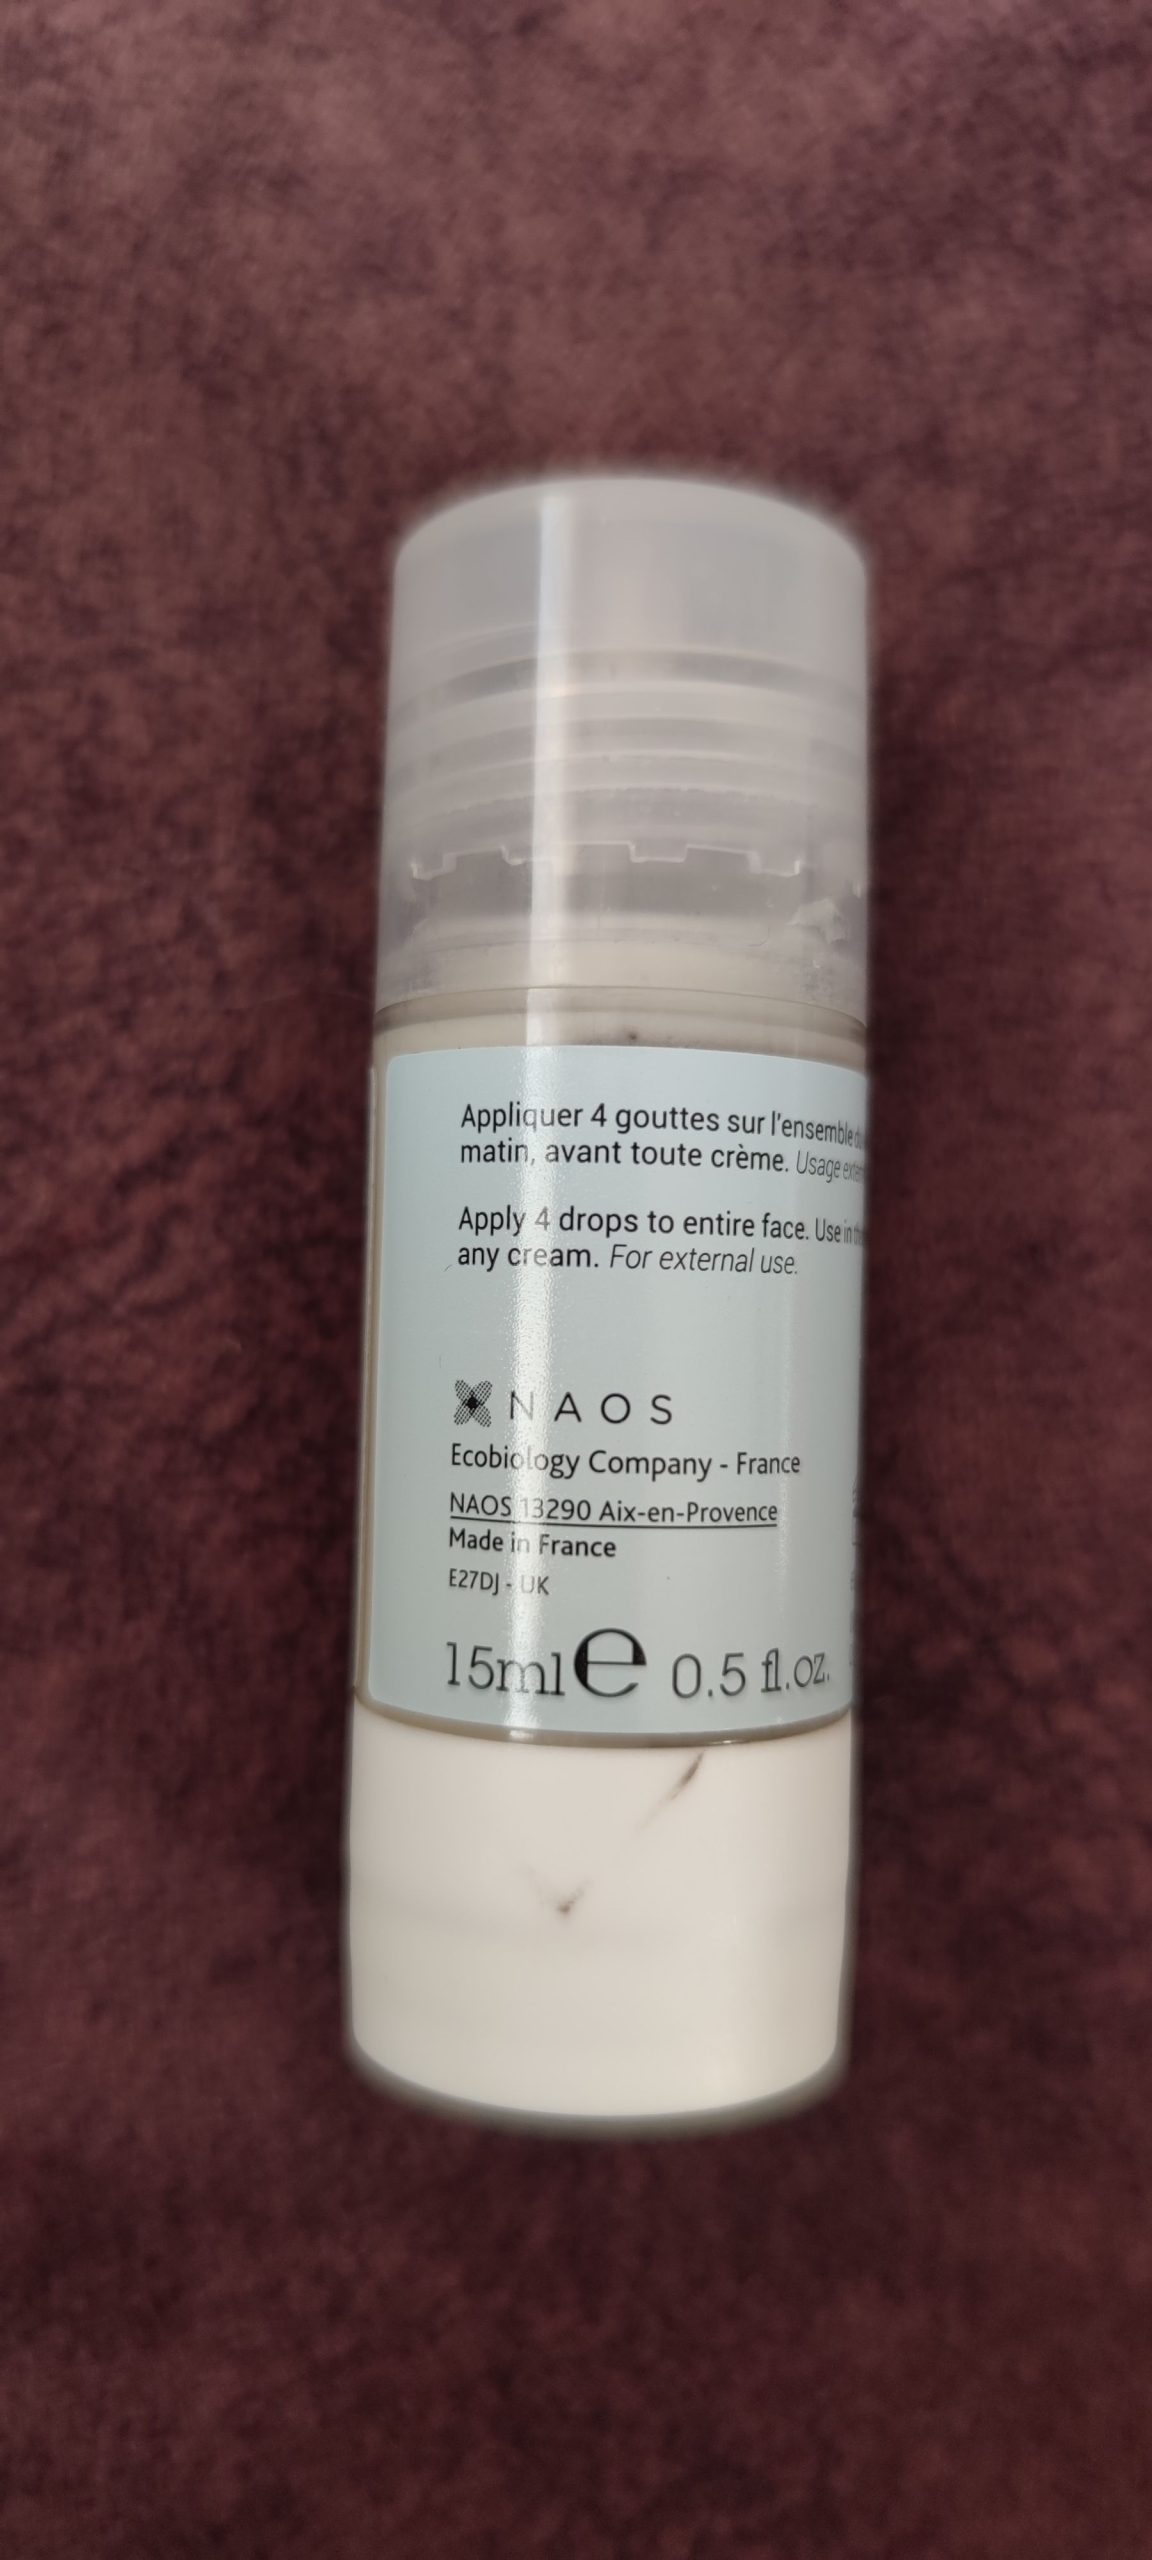 Appliquer 4 gouttes sur l'ensemble
matin, avant toute crème. Usage
Apply 4 drops to entire face. Use in
any cream. For external use.
NAOS
Ecobiology Company - France
NAOS 13290 Aix-en-Provence
Made in France
E27DJ - UK
15ml e 0.5 fl.oz.